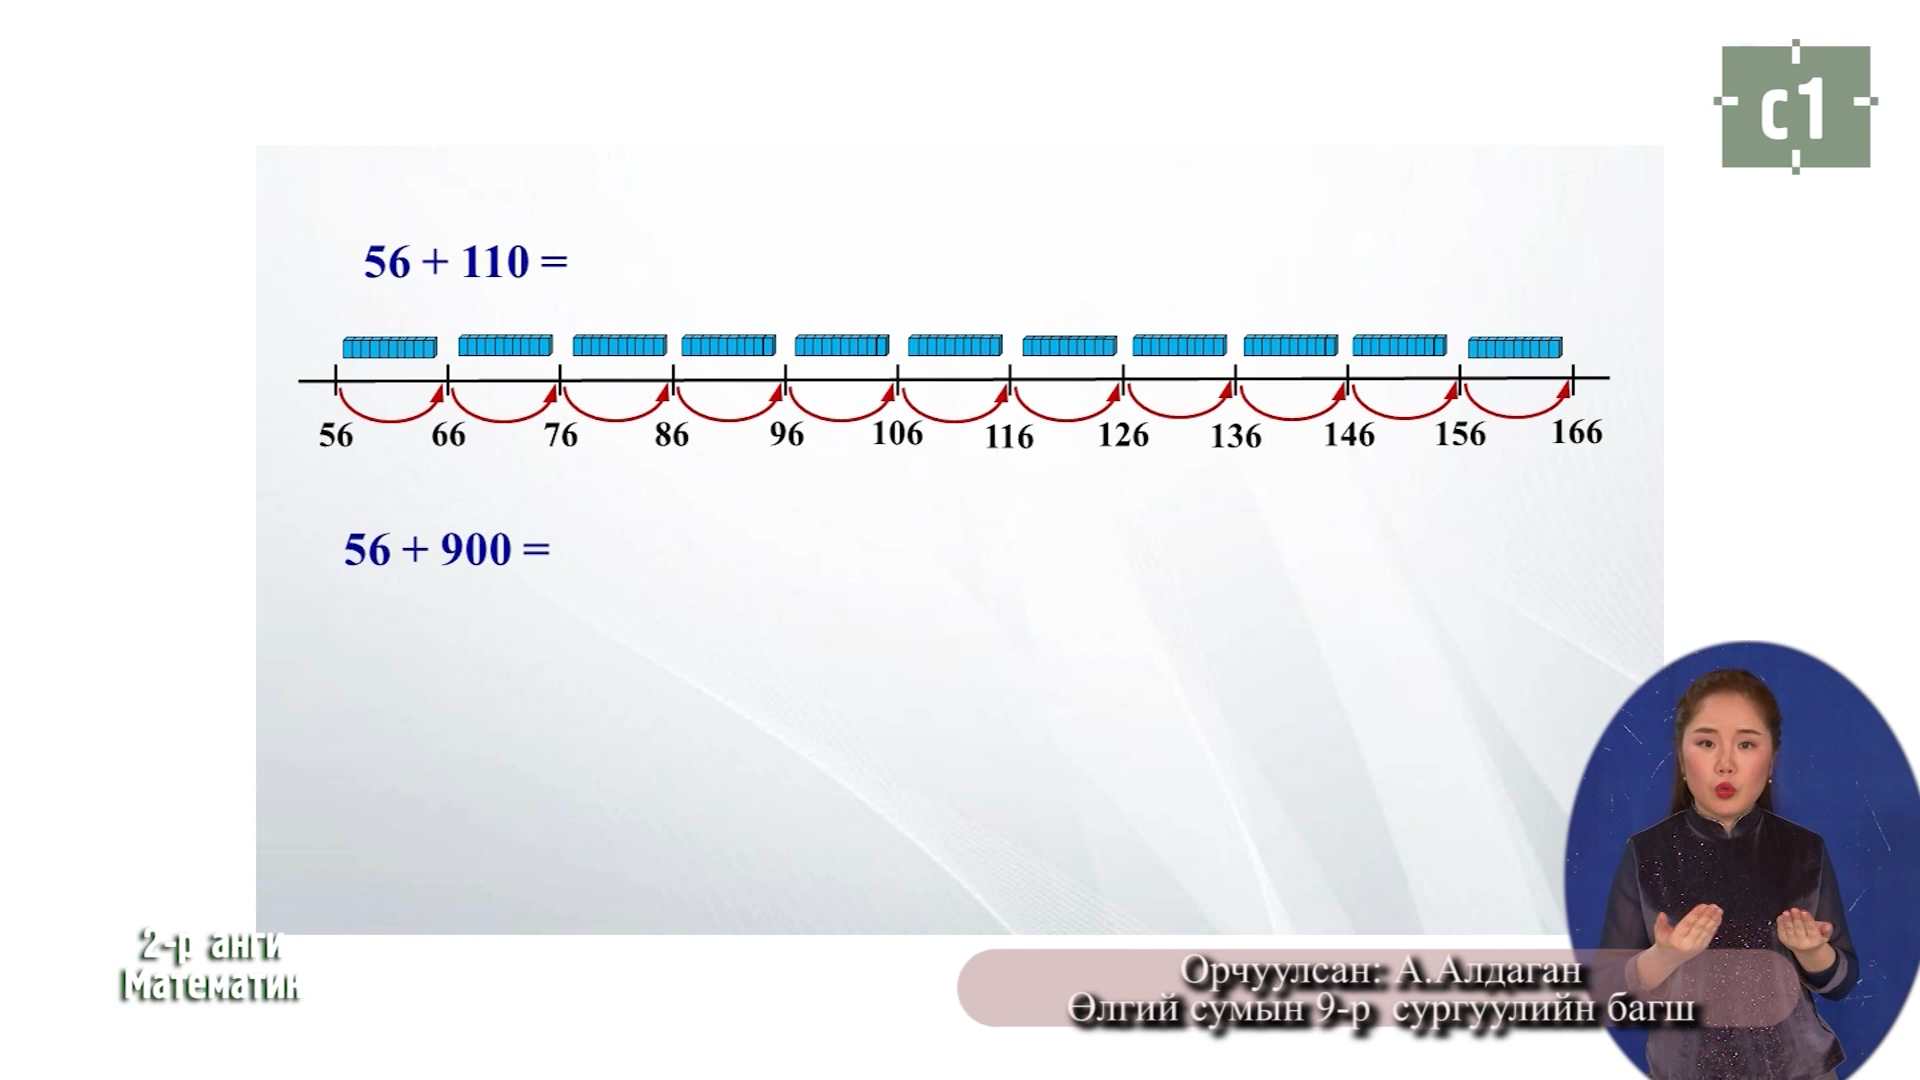 c1
56 + 110 =
56 66 76 86 96 106 116 126 136 146 156 166
56 + 900 =
2-р анги
Математик
Орчуулсан: А.Алдаган
Өлгий сумын 9-р сургуулийн багш